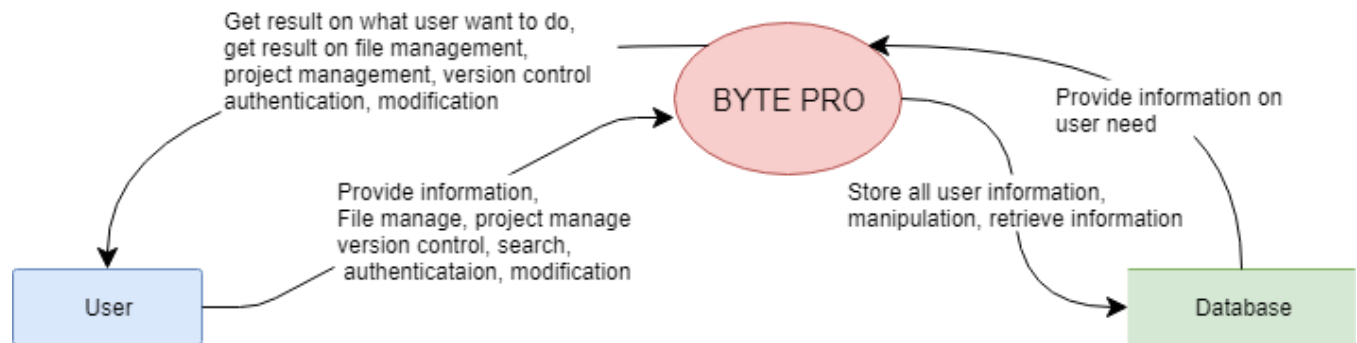 Get result on what user want to do,
get result on file management,
project management, version control
authentication, modification
BYTE PRO
Provide information on
user need
Provide information,
File manage, project manage
version control, search,
authenticataion, modification
Store all user information,
manipulation, retrieve information
User
Database